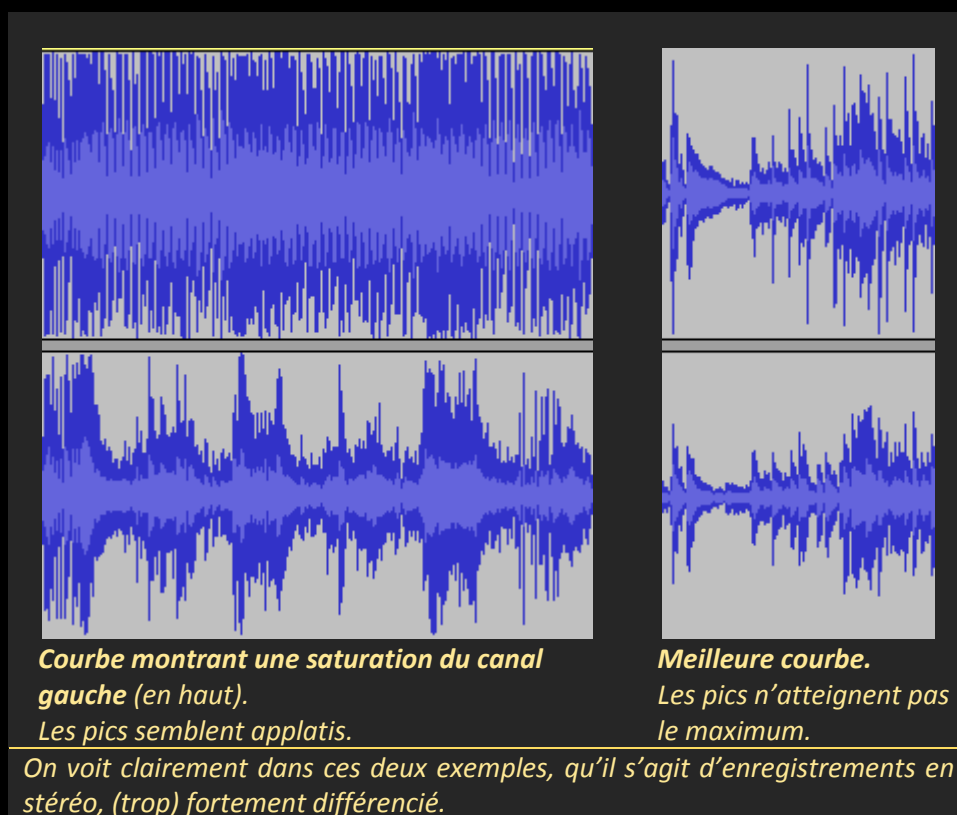 Courbe montrant une saturation du canal
gauche (en haut).
Les pics semblent applatis.
Meilleure courbe.
Les pics n’atteignent pas
le maximum.
On voit clairement dans ces deux exemples, qu’il s’agit d’enregistrements en
stéréo, (trop) fortement différencié.